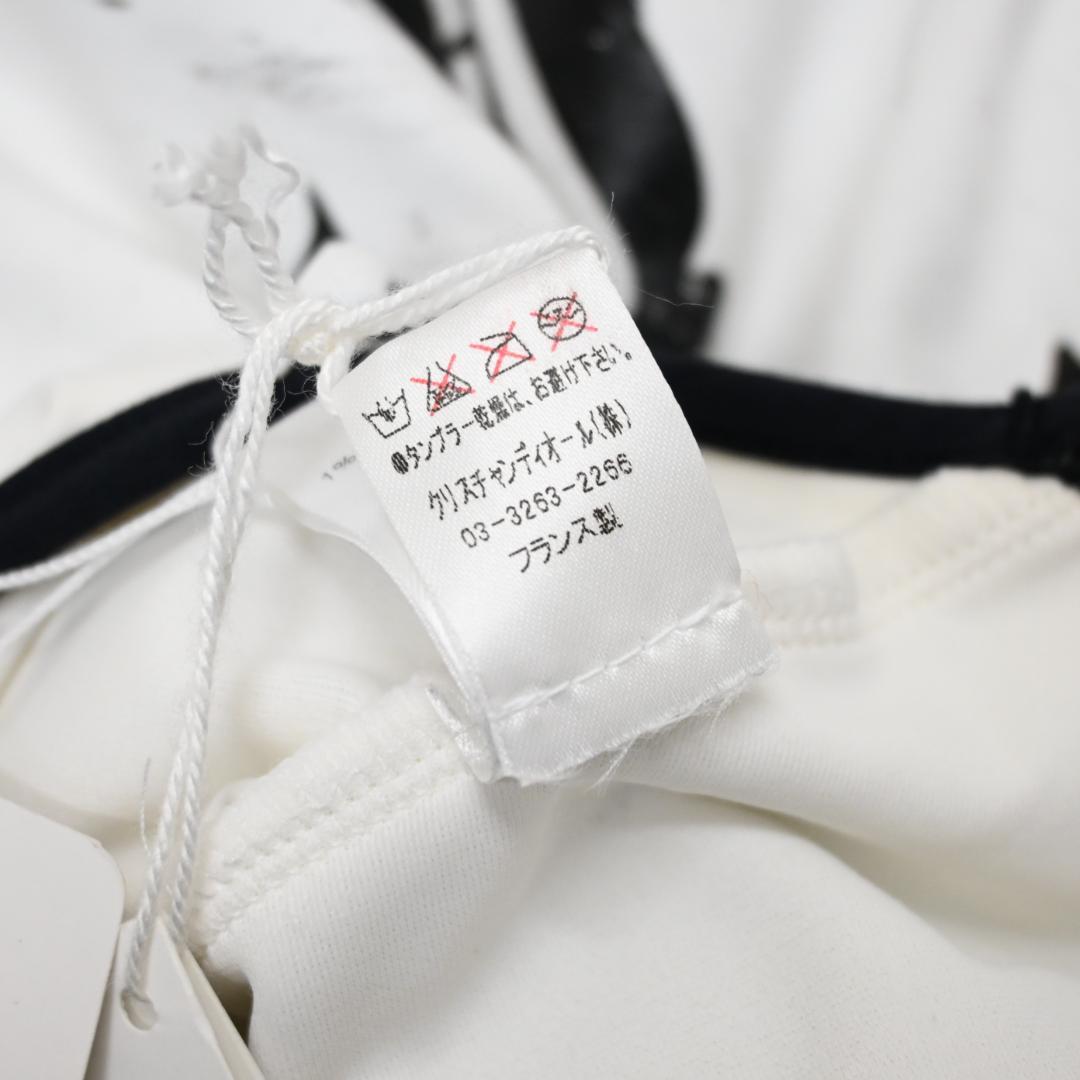 ●タンブラー乾燥は、お避け下さい。
クリスチャンディオール(株)
03-3263-2266
フランス製